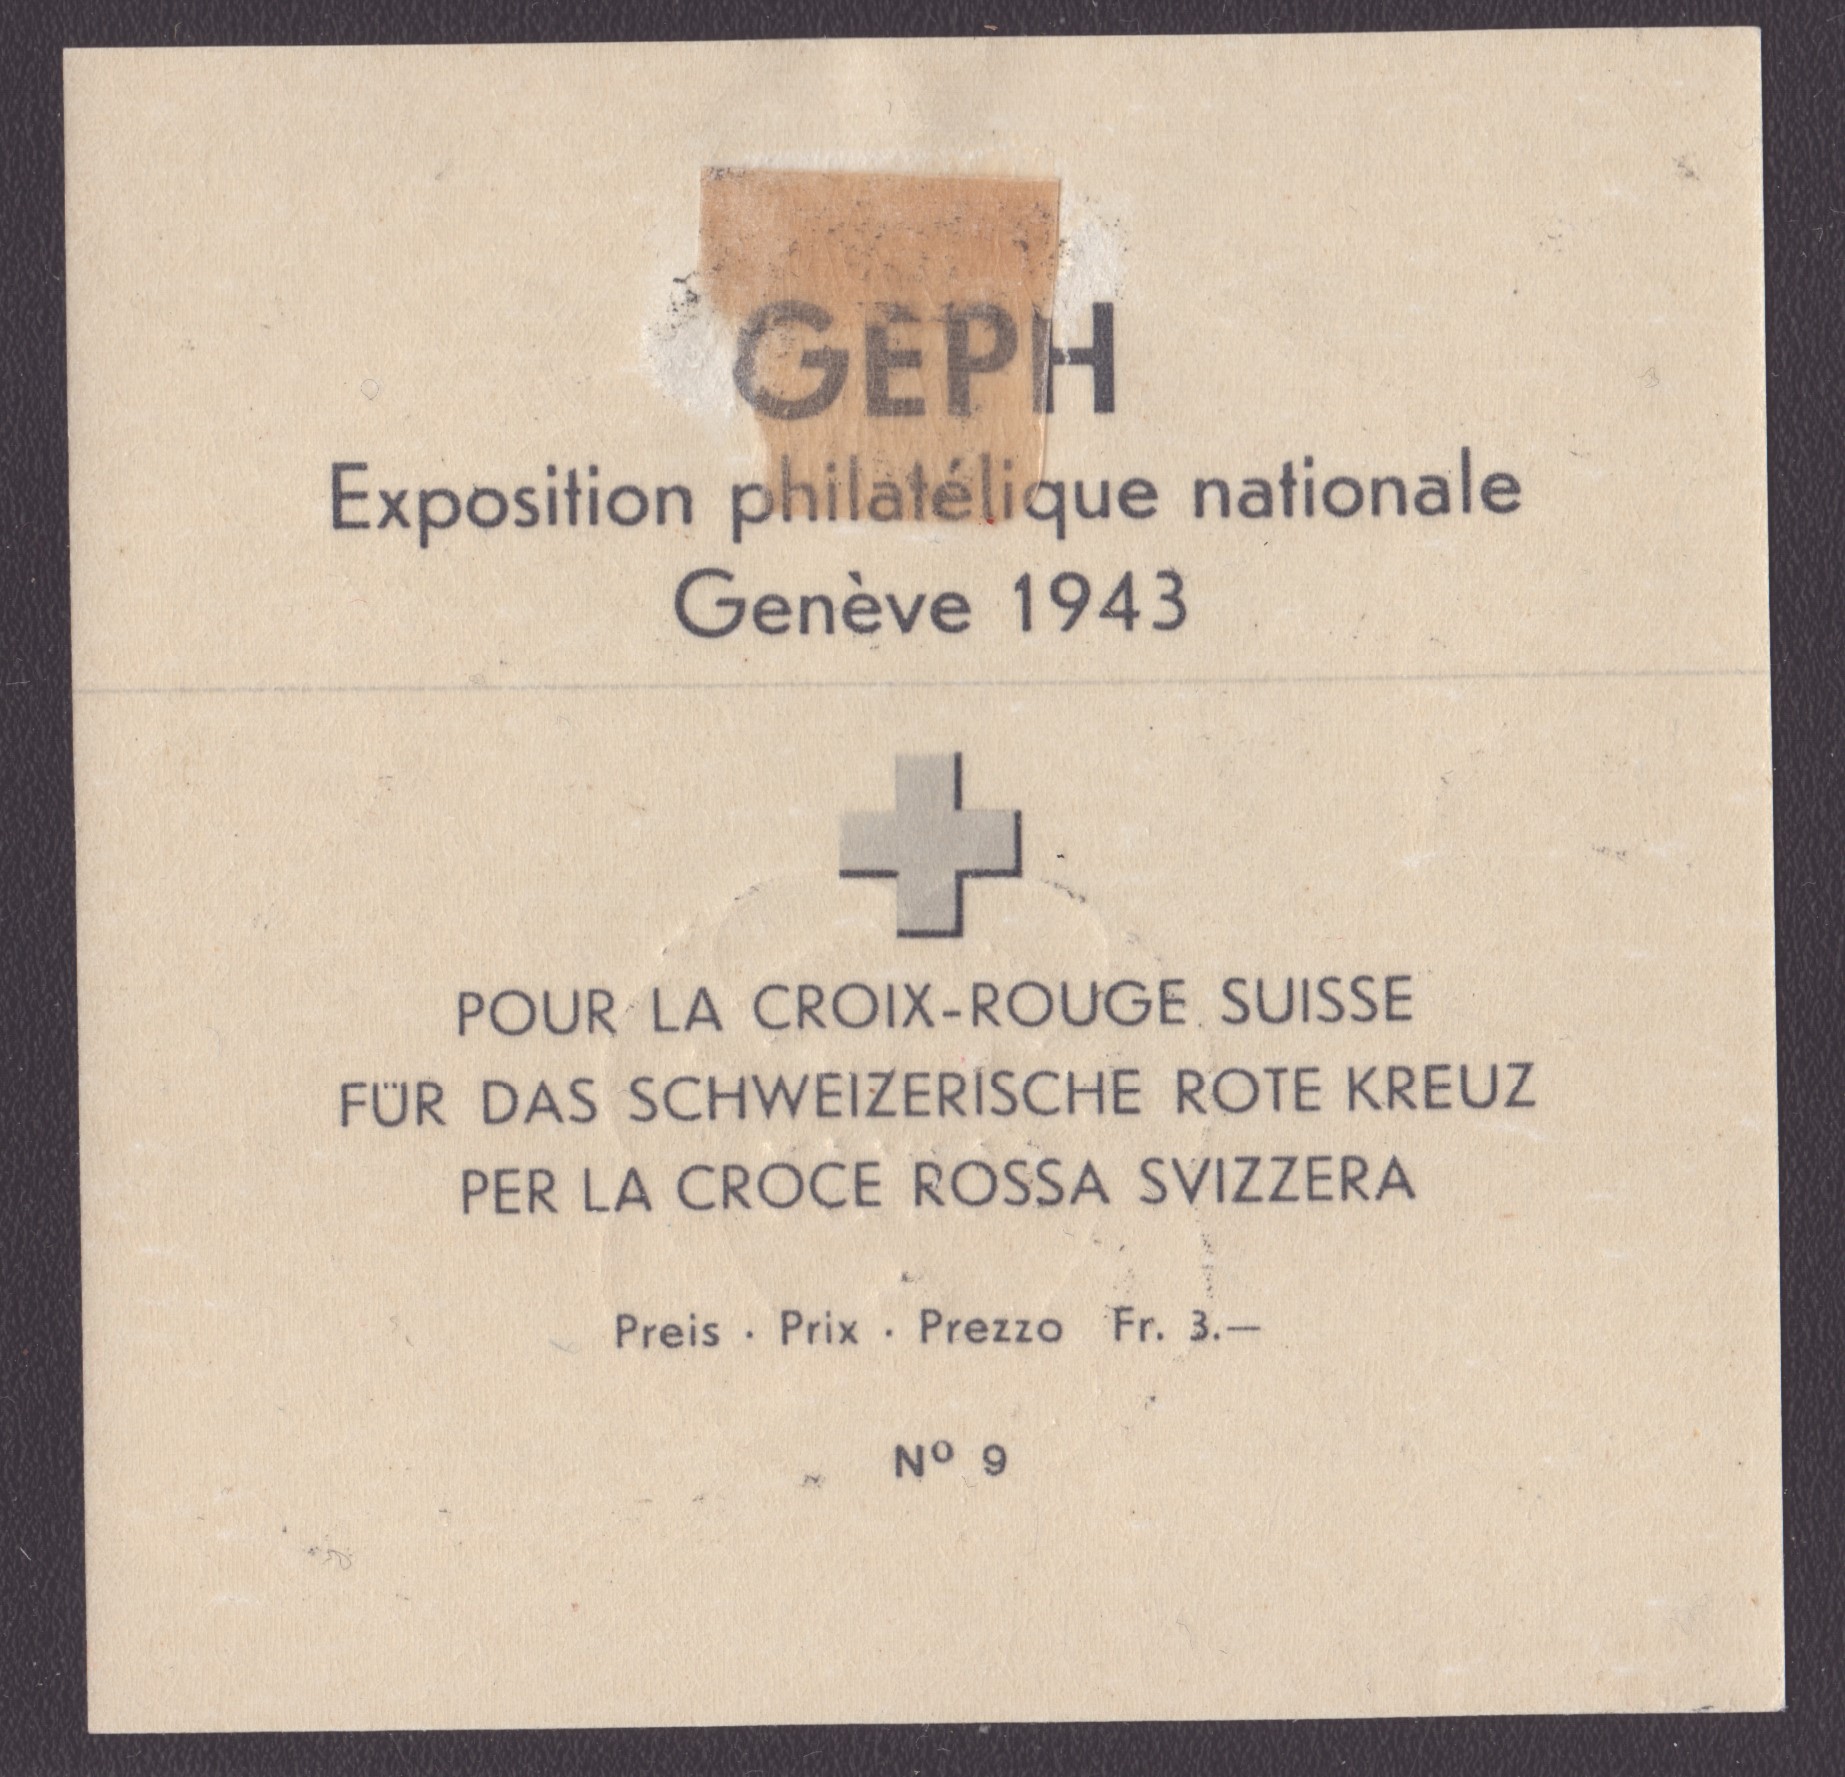 GEPH
Exposition philatélique nationale
Genève 1943
POUR LA CROIX-ROUGE SUISSE
FÜR DAS SCHWEIZERISCHE ROTE KREUZ
PER LA CROCE ROSSA SVIZZERA
Preis · Prix · Prezzo Fr. 3.—
Nº 9